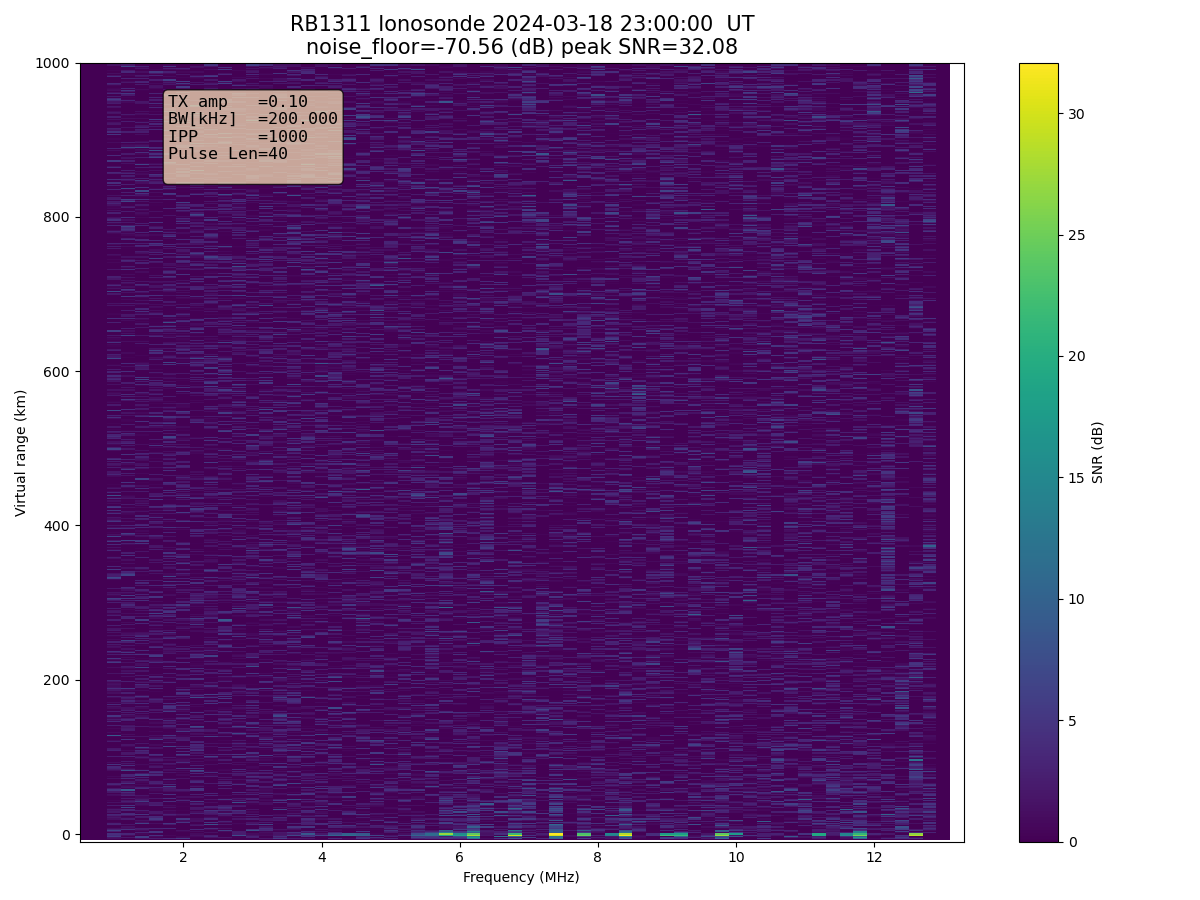 RB1311 Ionosonde 2024-03-18 23:00:00  UT
noise_floor=-70.56 (dB) peak SNR=32.08
TX amp   =0.10
BW[kHz]  =200.000
IPP      =1000
Pulse Len=40
1000
800
600
400
200
0
Virtual range (km)
2
4
6
8
10
12
Frequency (MHz)
30
25
20
15
10
5
0
SNR (dB)